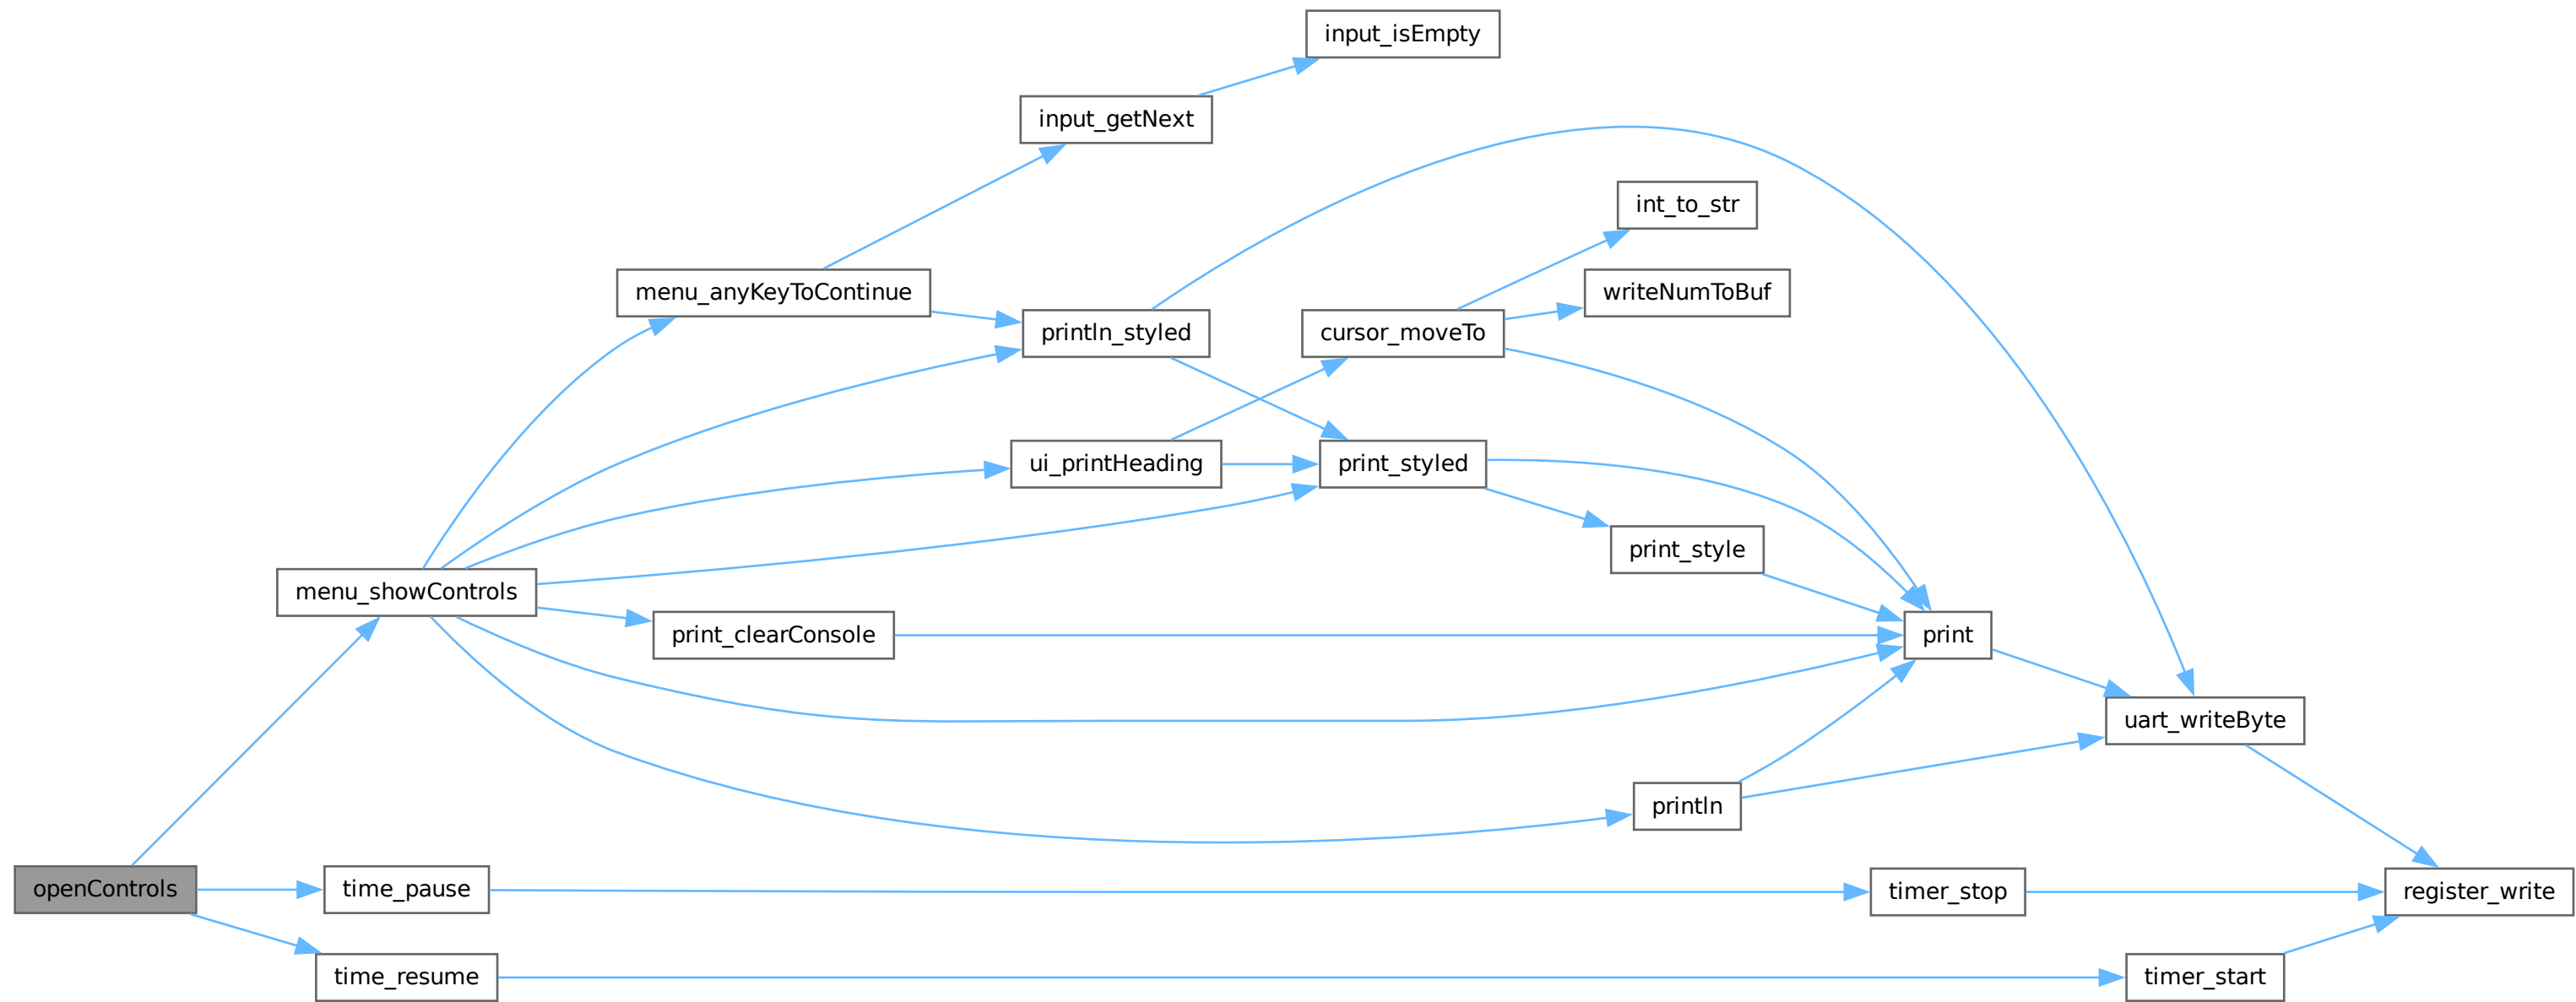 input_isEmpty
input_getNext
int_to_str
menu_anyKeyToContinue
writeNumToBuf
println_styled
cursor_moveTo
ui_printHeading
print_styled
print_style
menu_showControls
print_clearConsole
print
uart_writeByte
println
openControls
time_pause
timer_stop
register_write
time_resume
timer_start